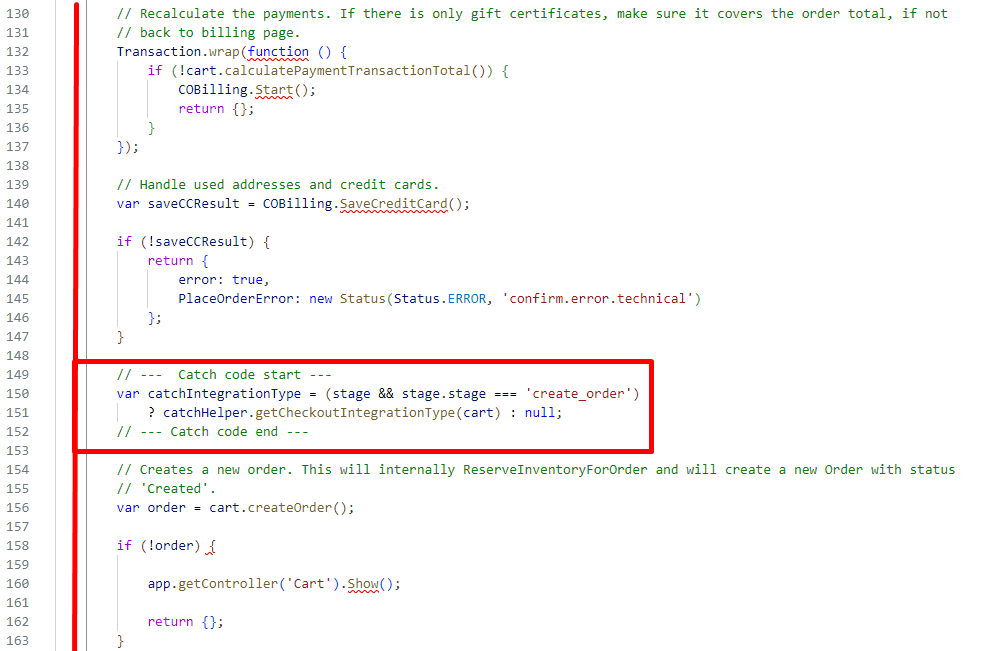 130 // Recalculate the payments. If there is only gift certificates, make sure it covers the order total, if not
131 // back to billing page.
132 Transaction.wrap(function () {
133 if (!cart.calculatePaymentTransactionTotal()) {
134 COBilling.Start();
135 return {};
136 }
137 });
138
139 // Handle used addresses and credit cards.
140 var saveCCResult = COBilling.SaveCreditCard();
141
142 if (!saveCCResult) {
143 return {
144 error: true,
145 PlaceOrderError: new Status(Status.ERROR, 'confirm.error.technical')
146 };
147 }
148
149 // --- Catch code start ---
150 var catchIntegrationType = (stage && stage.stage === 'create_order')
151 ? catchHelper.getCheckoutIntegrationType(cart) : null;
152 // --- Catch code end ---
153
154 // Creates a new order. This will internally ReserveInventoryForOrder and will create a new Order with status
155 // 'Created'.
156 var order = cart.createOrder();
157
158 if (!order) {
159
160 app.getController('Cart').Show();
161
162 return {};
163 }